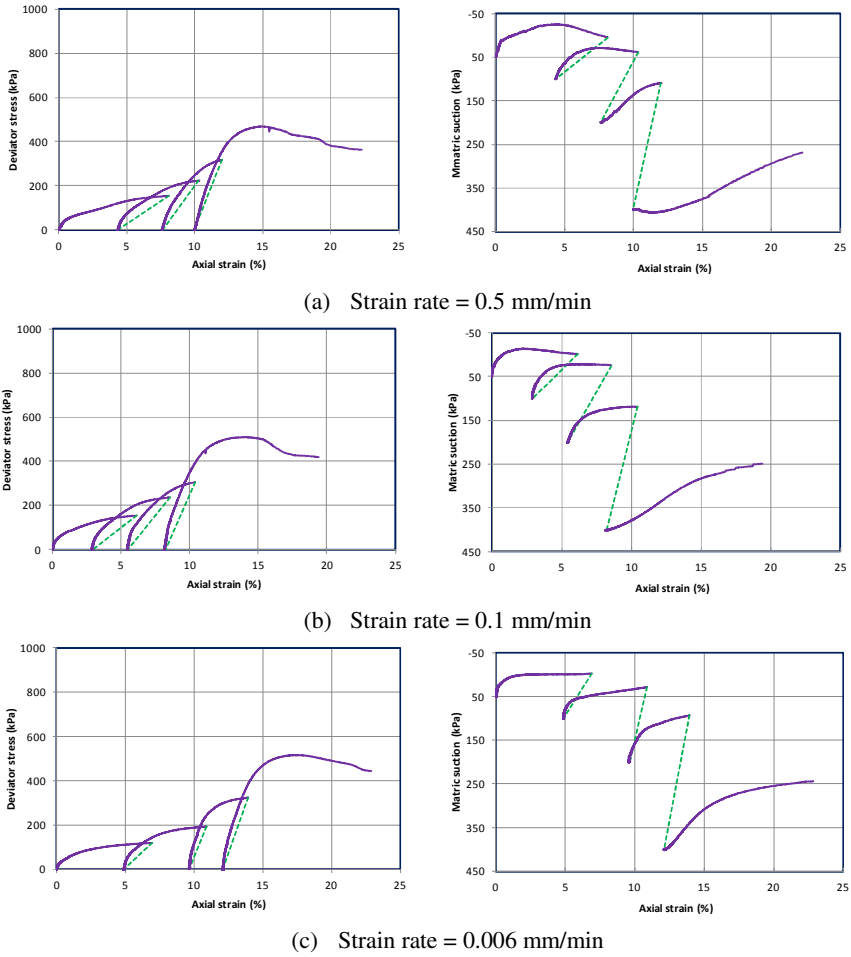 1000
800
600
400
200
0
0 5 10 15 20 25
Deviator stress (kPa)
Axial strain (%)
-50
50
150
250
350
450
0 5 10 15 20 25
Mmatric suction (kPa)
Axial strain (%)
(a) Strain rate = 0.5 mm/min
1000
800
600
400
200
0
0 5 10 15 20 25
Deviator stress (kPa)
Axial strain (%)
-50
50
150
250
350
450
0 5 10 15 20 25
Matric suction (kPa)
Axial strain (%)
(b) Strain rate = 0.1 mm/min
1000
800
600
400
200
0
0 5 10 15 20 25
Deviator stress (kPa)
Axial strain (%)
-50
50
150
250
350
450
0 5 10 15 20 25
Matric suction (kPa)
Axial strain (%)
(c) Strain rate = 0.006 mm/min